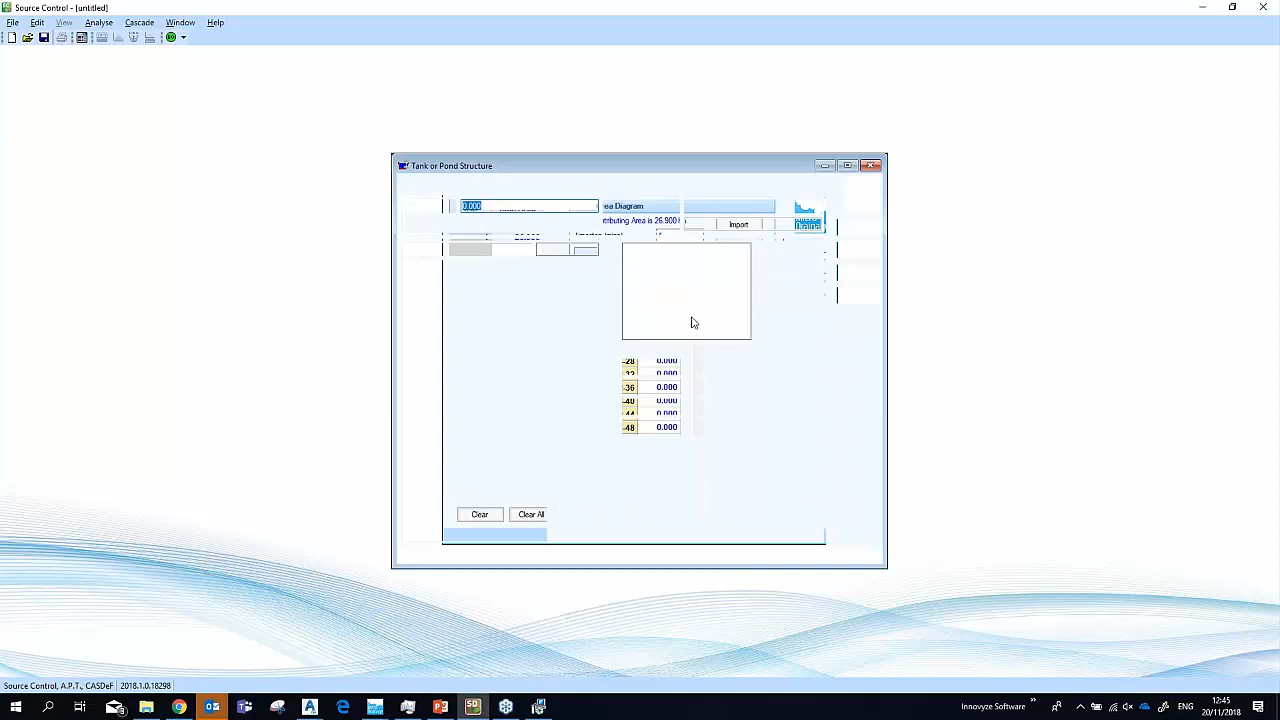 Source Control - [untitled]
File Edit View Analyse Cascade Window Help
Tank or Pond Structure
0.000
ea Diagram
tributing Area is 26.900 h
Import
-28 0.000
-32 0.000
-36 0.000
-40 0.000
-44 0.000
-48 0.000
Clear Clear All
Source Control, A.P.T., CASDeF 2018.1.0.18298
Innovyze Software
ENG
12:45
20/11/2018